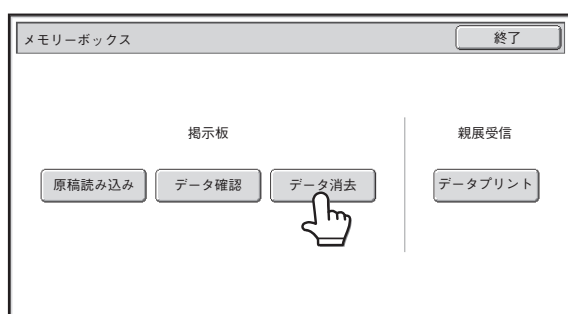 メモリーボックス
終了
掲示板
親展受信
原稿読み込み
データ確認
データ消去
データプリント